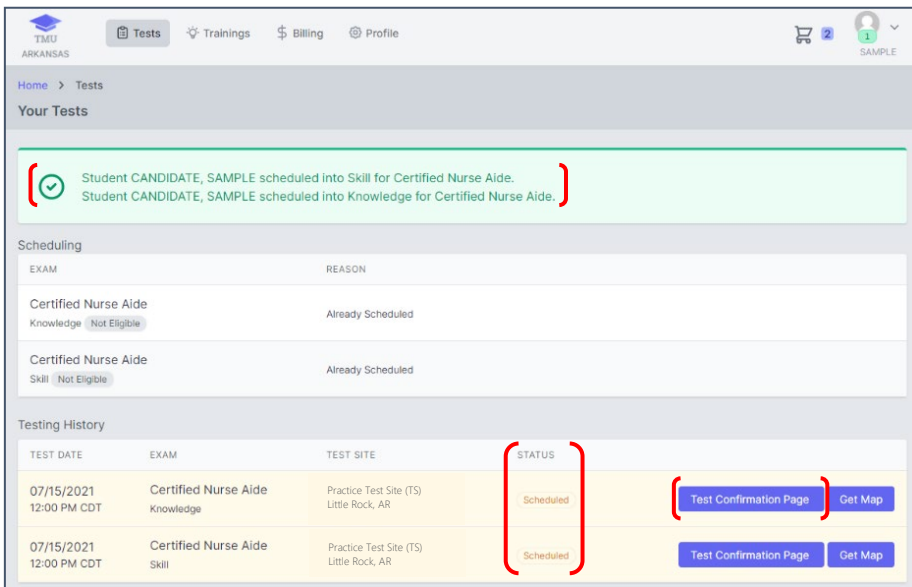 TMU
ARKANSAS
Tests
Trainings
$ Billing
Profile
2
1
SAMPLE
Home > Tests
Your Tests
Student CANDIDATE, SAMPLE scheduled into Skill for Certified Nurse Aide.
Student CANDIDATE, SAMPLE scheduled into Knowledge for Certified Nurse Aide.
Scheduling
EXAM REASON
Certified Nurse Aide
Knowledge Not Eligible
Already Scheduled
Certified Nurse Aide
Skill Not Eligible
Already Scheduled
Testing History
TEST DATE EXAM TEST SITE STATUS
07/15/2021 Certified Nurse Aide Practice Test Site (TS)
12:00 PM CDT Knowledge Little Rock, AR
Scheduled Test Confirmation Page Get Map
07/15/2021 Certified Nurse Aide Practice Test Site (TS)
12:00 PM CDT Skill Little Rock, AR
Scheduled Test Confirmation Page Get Map